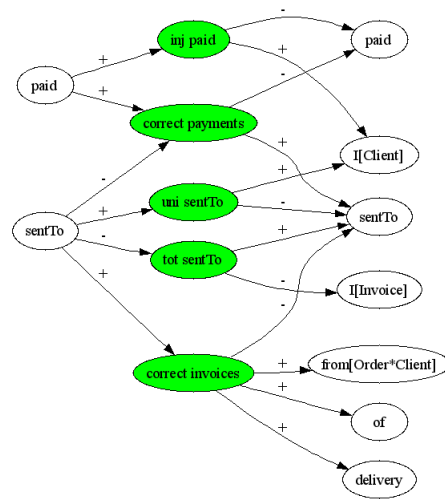 - 
inj paid
paid
+
+
-
paid
+
correct payments
+
I[Client]
-
+
uni sentTo
+
-
sentTo
sentTo
-
+
tot sentTo
-
I[Invoice]
+
-
from[Order*Client]
+
correct invoices
+
of
+
delivery